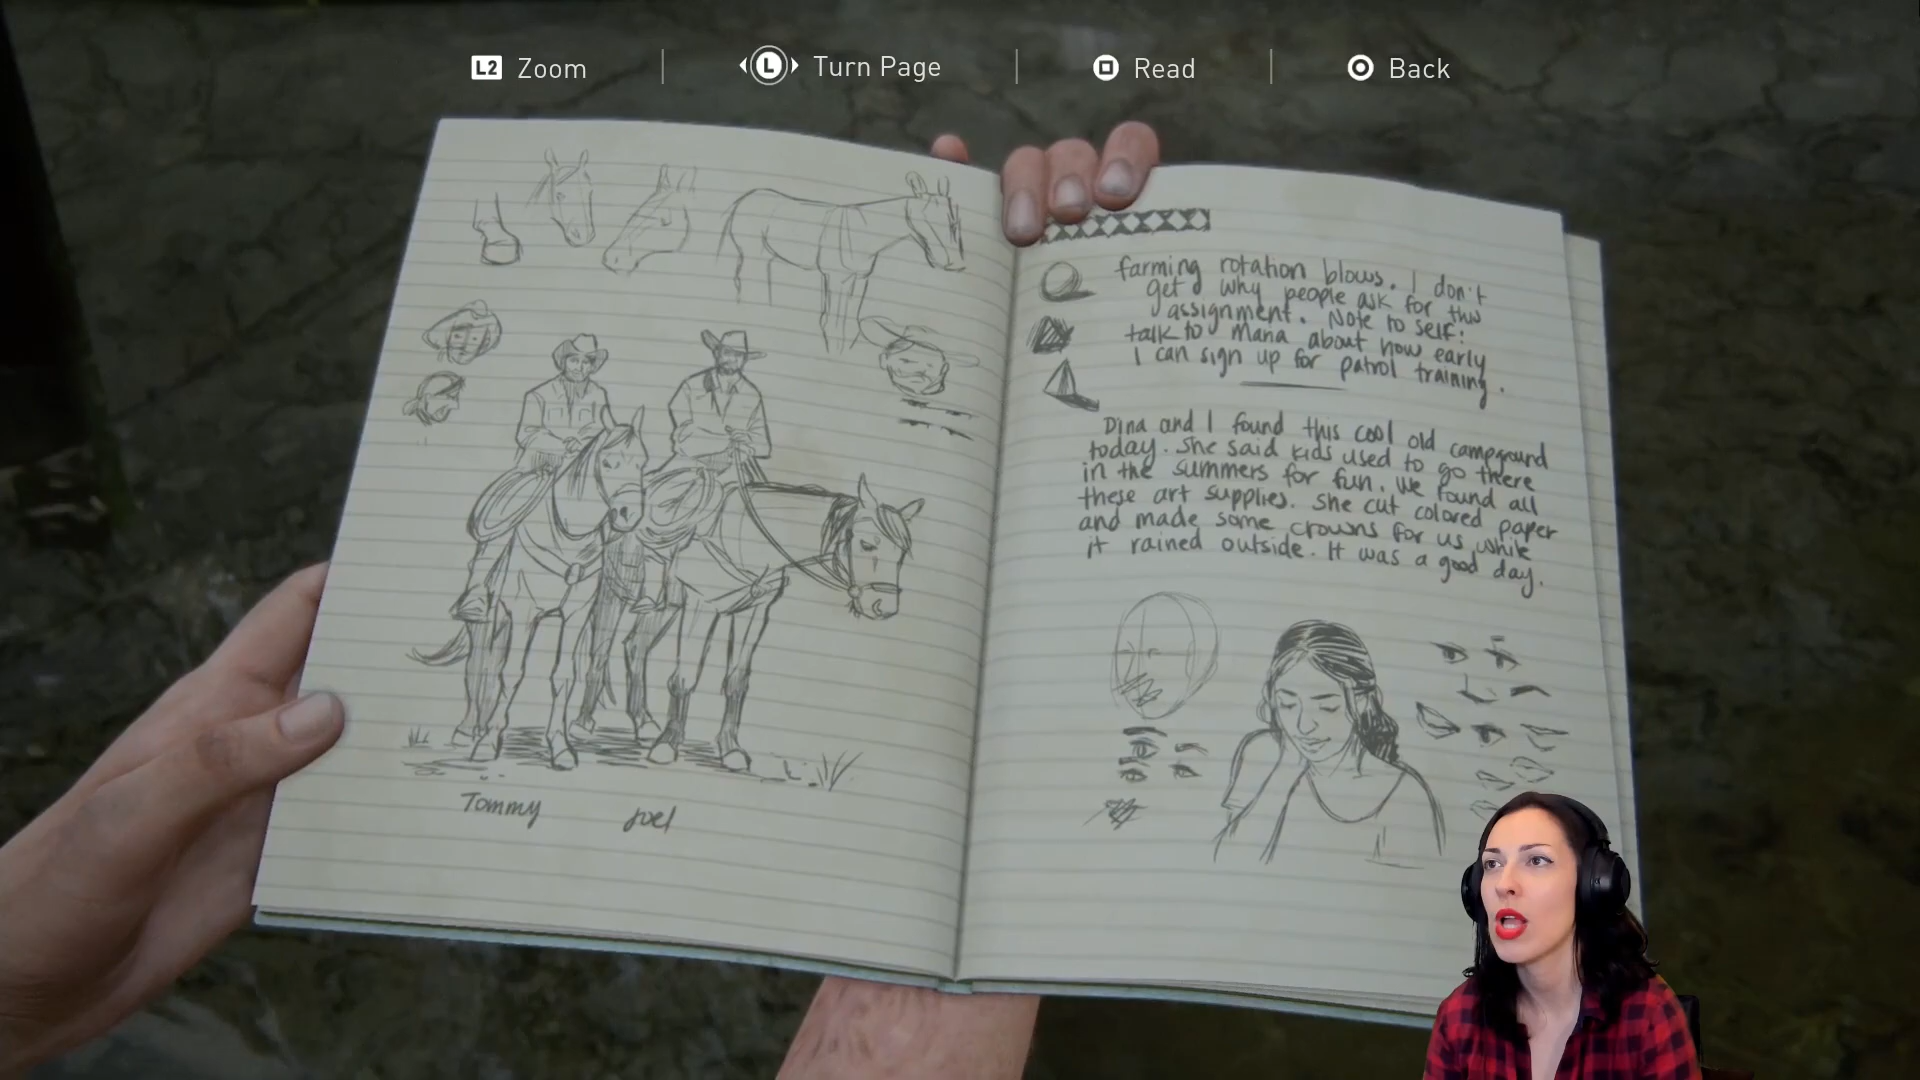 L2 Zoom
L Turn Page
Read
Back
farming rotation blows. I don't
get why people ask for this
assignment. Note to self:
talk to Maria about how early
I can sign up for patrol training.
Dina and I found this cool old campground
today. She said kids used to go there
in the summers for fun. We found all
these art supplies. She cut colored paper
and made some crowns for us while
it rained outside. It was a good day.
Tommy
Joel